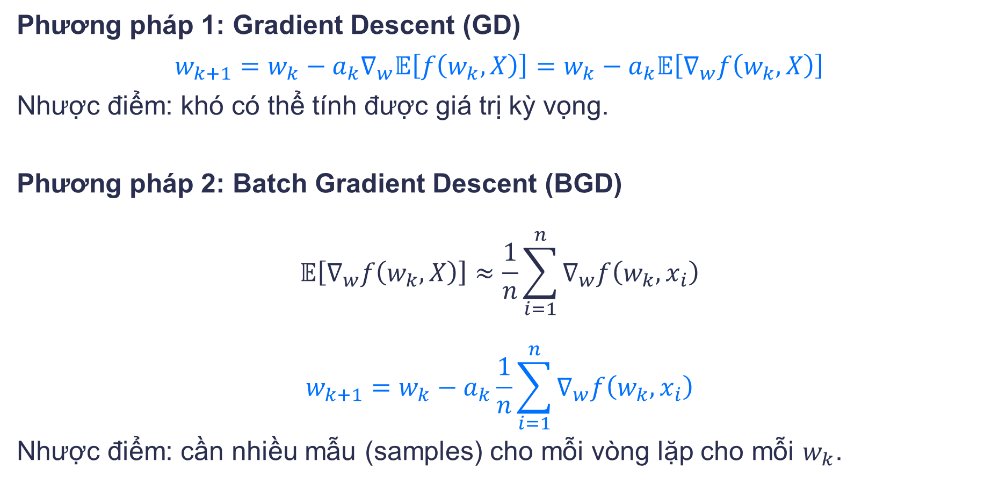 Phương pháp 1: Gradient Descent (GD)
$w_{k+1} = w_k - a_k \nabla_w \mathbb{E}[f(w_k, X)] = w_k - a_k \mathbb{E}[\nabla_w f(w_k, X)]$
Nhược điểm: khó có thể tính được giá trị kỳ vọng.
Phương pháp 2: Batch Gradient Descent (BGD)
$\mathbb{E}[\nabla_w f(w_k, X)] \approx \frac{1}{n} \sum_{i=1}^{n} \nabla_w f(w_k, x_i)$
$w_{k+1} = w_k - a_k \frac{1}{n} \sum_{i=1}^{n} \nabla_w f(w_k, x_i)$
Nhược điểm: cần nhiều mẫu (samples) cho mỗi vòng lặp cho mỗi $w_k$.